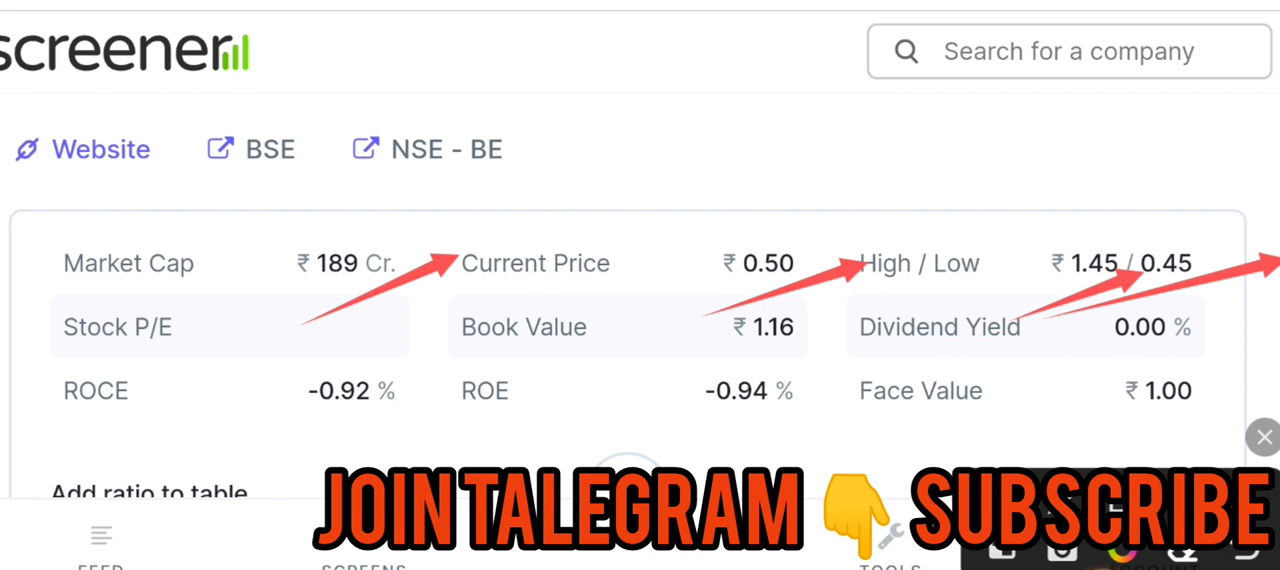 screener
Search for a company
Website BSE NSE - BE
Market Cap ₹ 189 Cr. Current Price ₹ 0.50 High / Low ₹ 1.45 / 0.45
Stock P/E Book Value ₹ 1.16 Dividend Yield 0.00 %
ROCE -0.92 % ROE -0.94 % Face Value ₹ 1.00
Add ratio to table
JOIN TALEGRAM 👇 SUBSCRIBE
FEED SCREENS TOOLS ACCOUNT